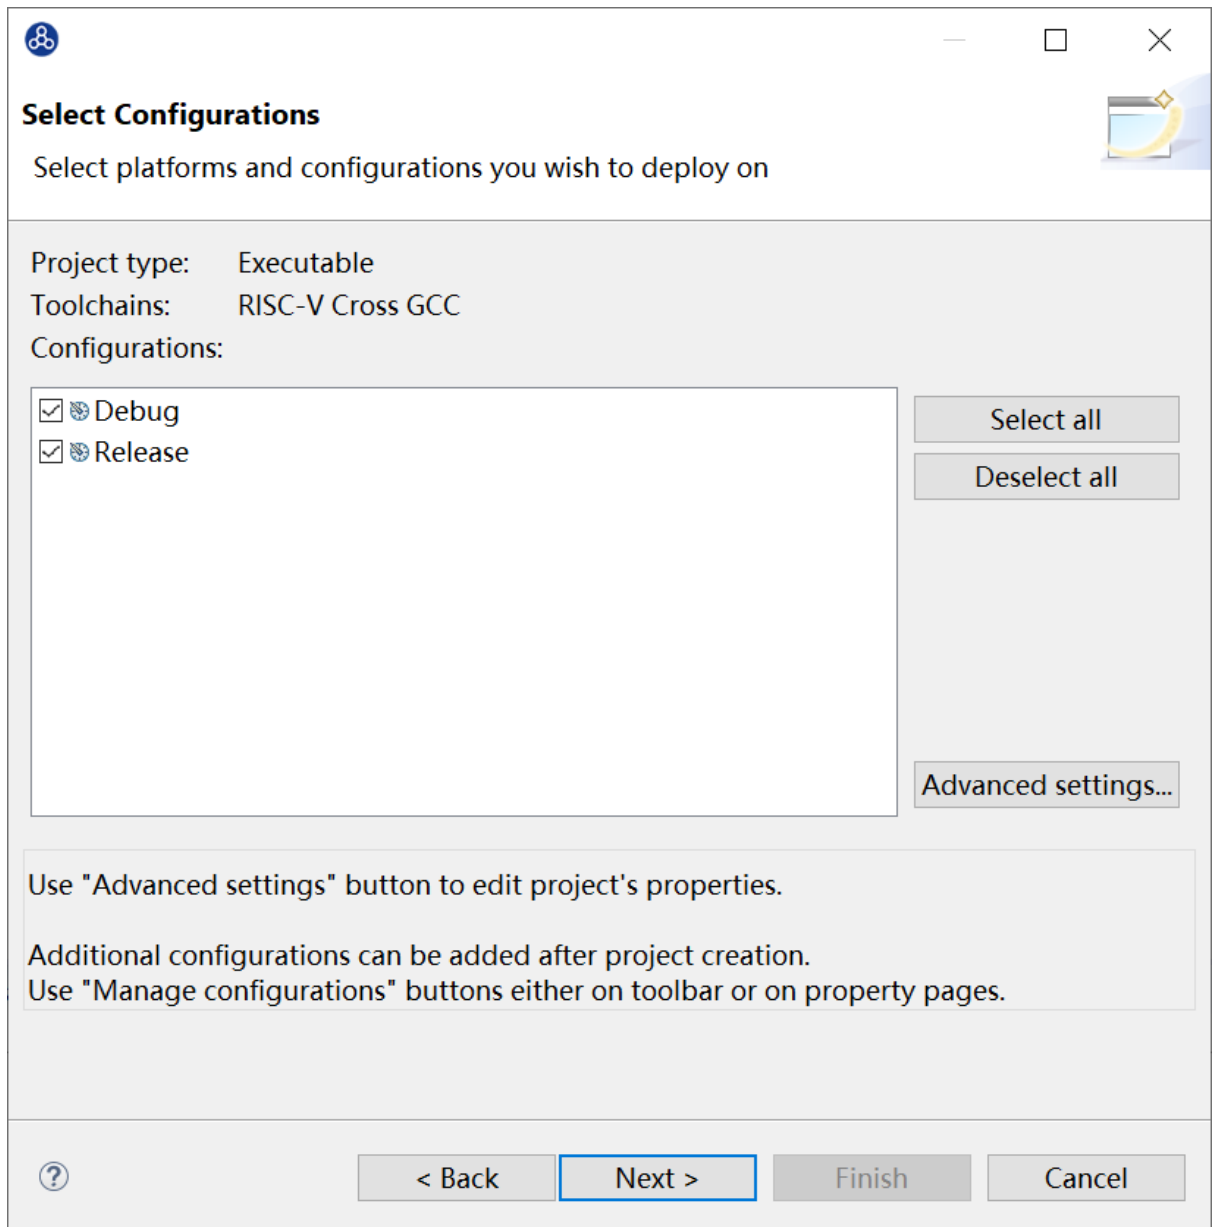 Select Configurations
Select platforms and configurations you wish to deploy on
Project type: Executable
Toolchains: RISC-V Cross GCC
Configurations:
Debug
Release
Select all
Deselect all
Advanced settings...
Use "Advanced settings" button to edit project's properties.
Additional configurations can be added after project creation.
Use "Manage configurations" buttons either on toolbar or on property pages.
?
< Back
Next >
Finish
Cancel